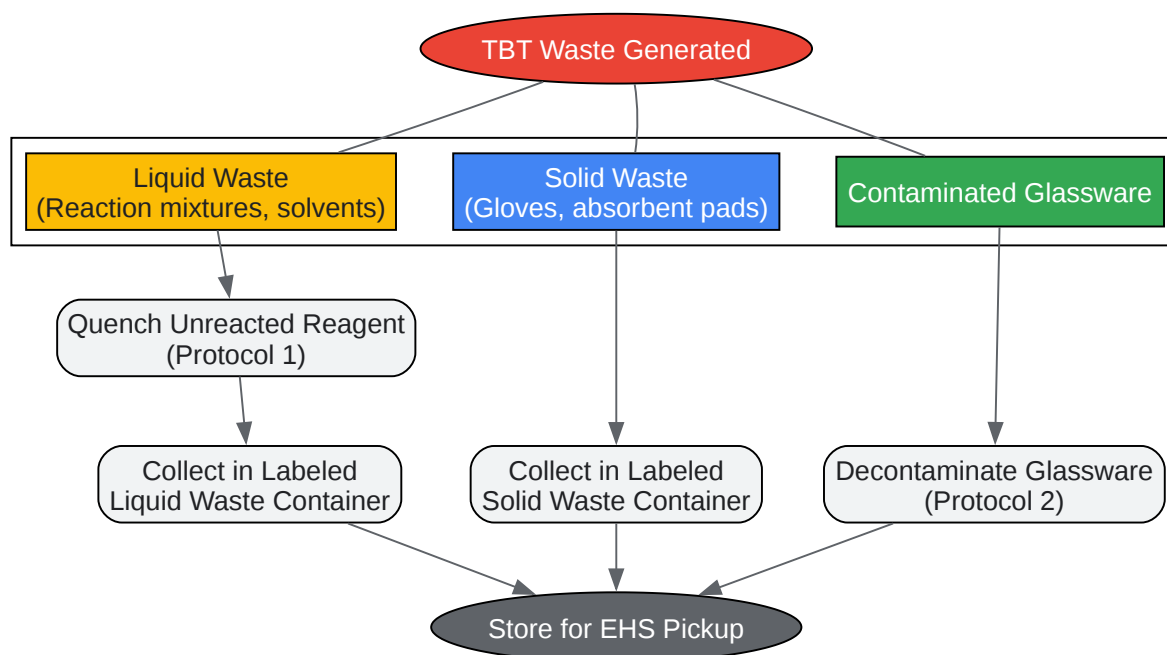 TBT Waste Generated
Liquid Waste
(Reaction mixtures, solvents)
Solid Waste
(Gloves, absorbent pads)
Contaminated Glassware
Quench Unreacted Reagent
(Protocol 1)
Collect in Labeled
Liquid Waste Container
Collect in Labeled
Solid Waste Container
Decontaminate Glassware
(Protocol 2)
Store for EHS Pickup